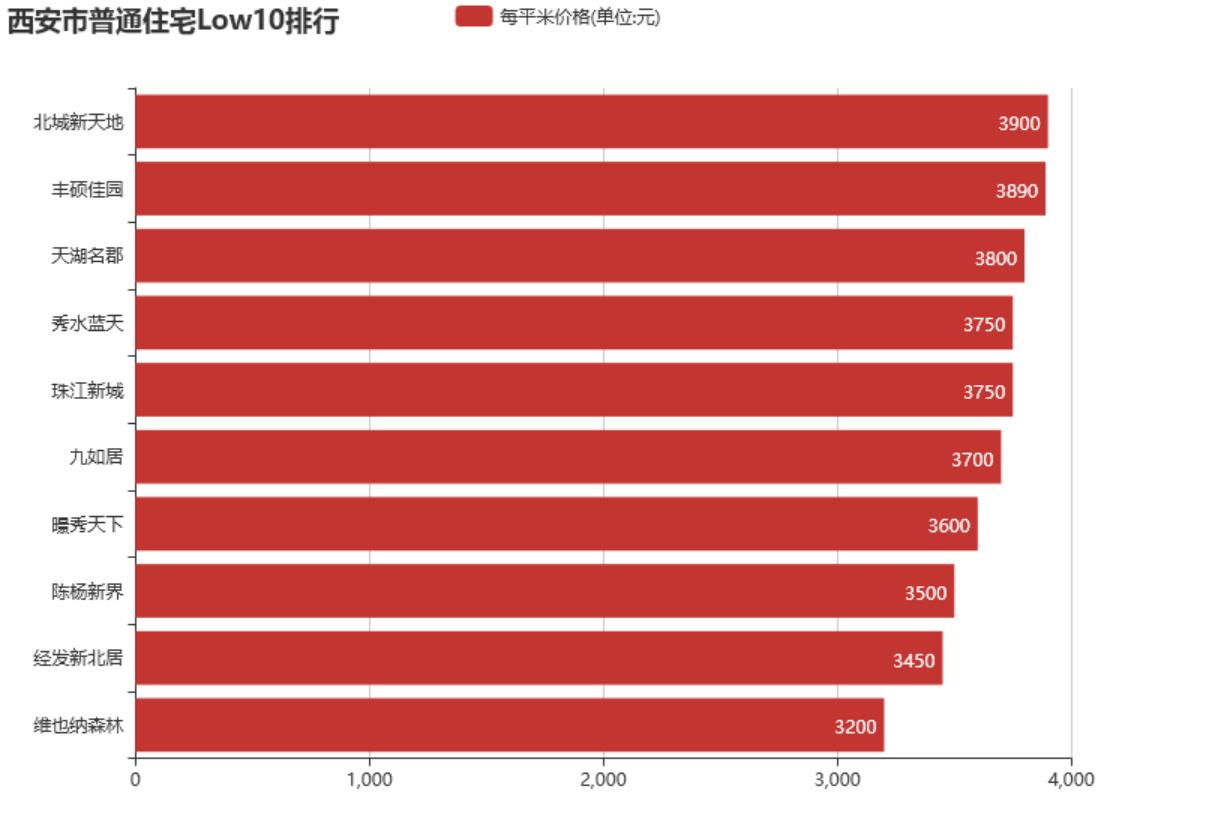 西安市普通住宅Low10排行
每平米价格(单位:元)
北城新天地 3900
丰硕佳园 3890
天湖名郡 3800
秀水蓝天 3750
珠江新城 3750
九如居 3700
曝秀天下 3600
陈杨新界 3500
经发新北居 3450
维也纳森林 3200
0 1,000 2,000 3,000 4,000